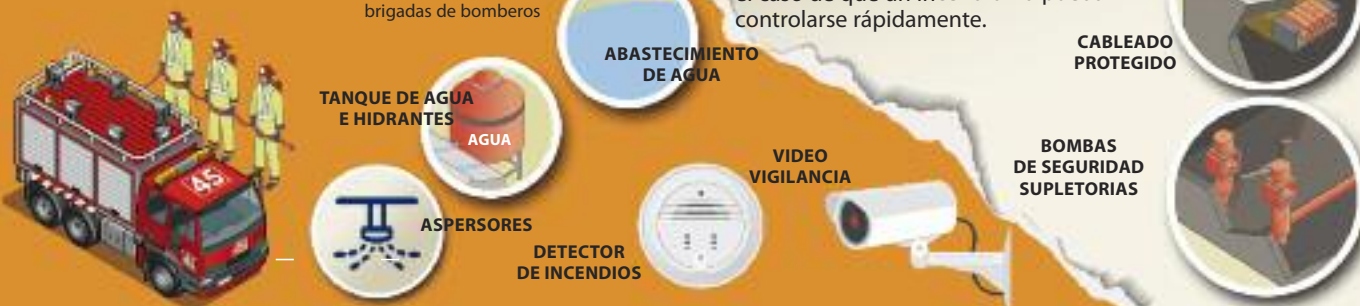 brigadas de bomberos
controlarse rápidamente.
ABASTECIMIENTO
DE AGUA
CABLEADO
PROTEGIDO
TANQUE DE AGUA
E HIDRANTES
AGUA
45
ASPERSORES
DETECTOR
DE INCENDIOS
VIDEO
VIGILANCIA
BOMBAS
DE SEGURIDAD
SUPLETORIAS